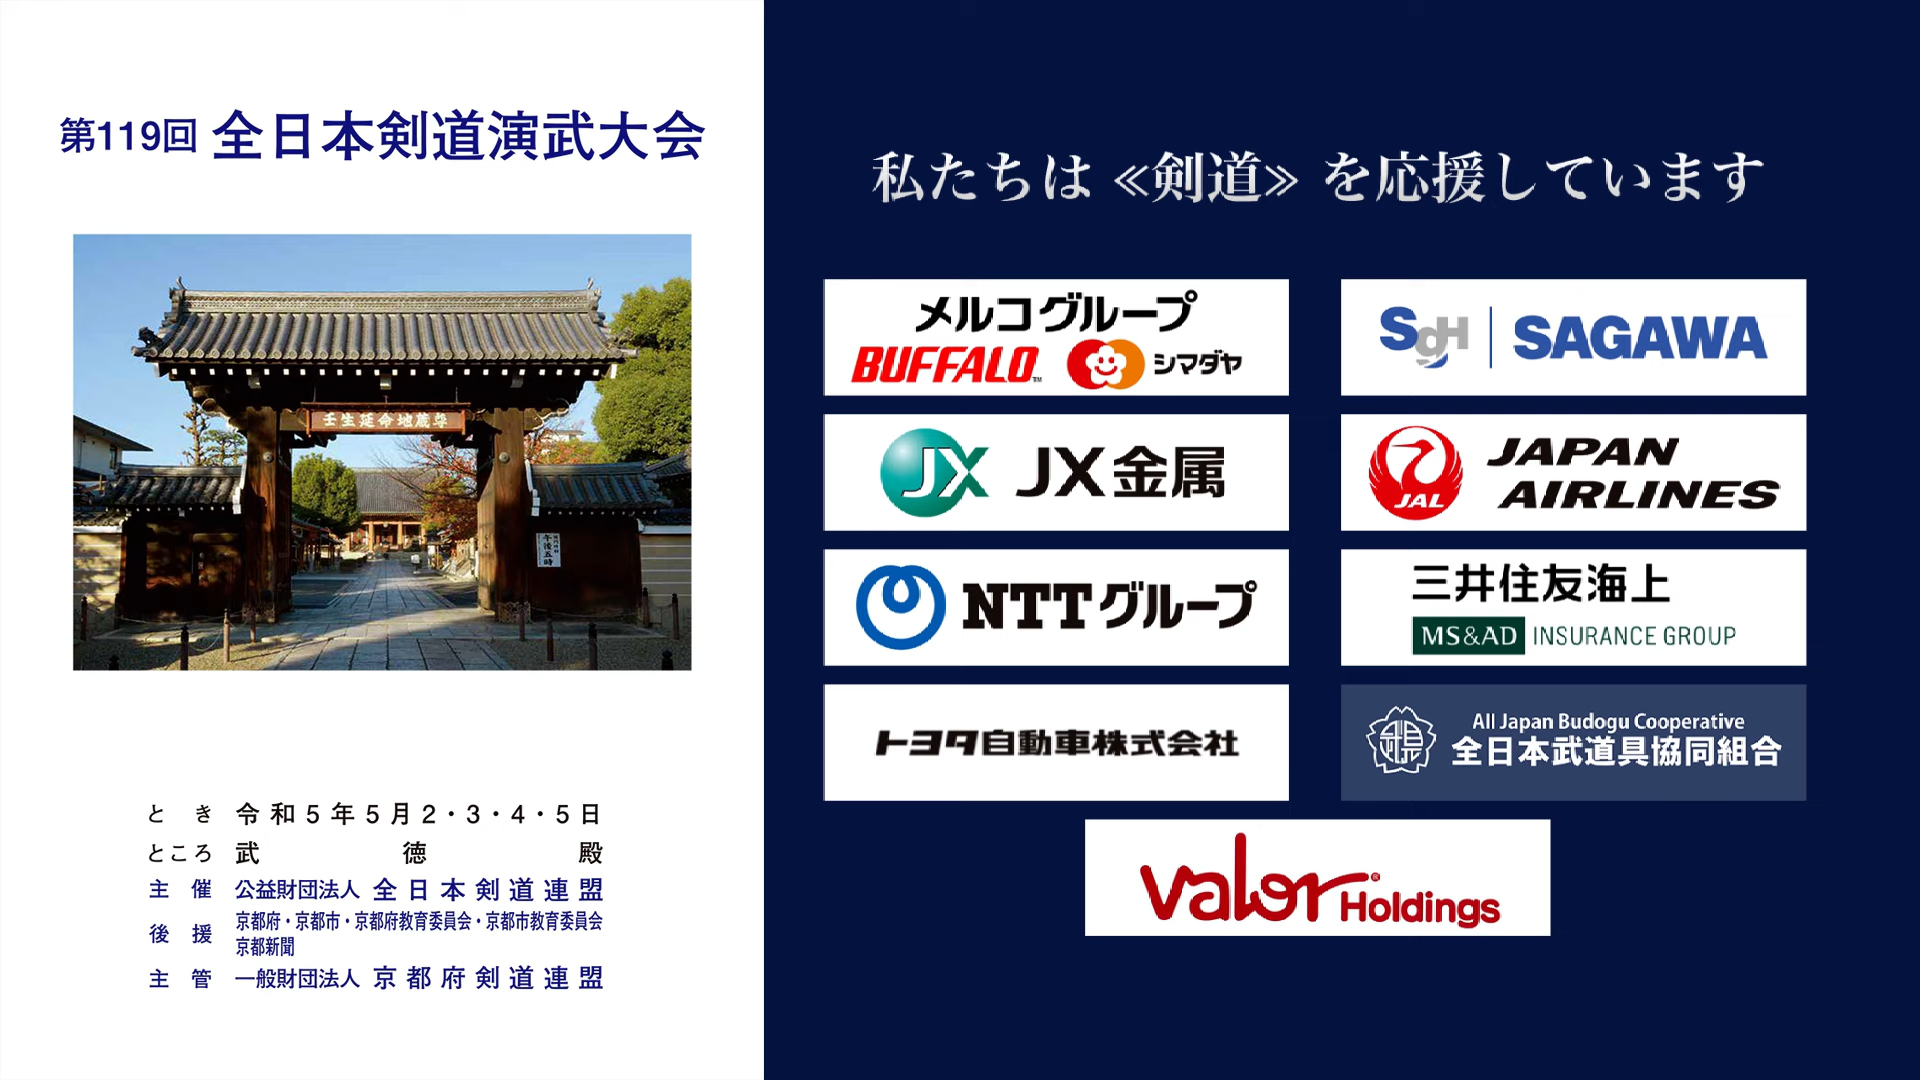 第119回 全日本剣道演武大会
壬生延命地蔵尊
午後五時
とき 令和5年5月2・3・4・5日
ところ 武徳殿
主催 公益財団法人 全日本剣道連盟
後援 京都府・京都市・京都府教育委員会・京都市教育委員会
京都新聞
主管 一般財団法人 京都府剣道連盟
私たちは ≪剣道≫ を応援しています
メルコグループ
BUFFALO™ シマダヤ
SgH SAGAWA
JX JX金属
JAL JAPAN
AIRLINES
NTTグループ
三井住友海上
MS&AD INSURANCE GROUP
トヨタ自動車株式会社
All Japan Budogu Cooperative
全日本武道具協同組合
valor® Holdings